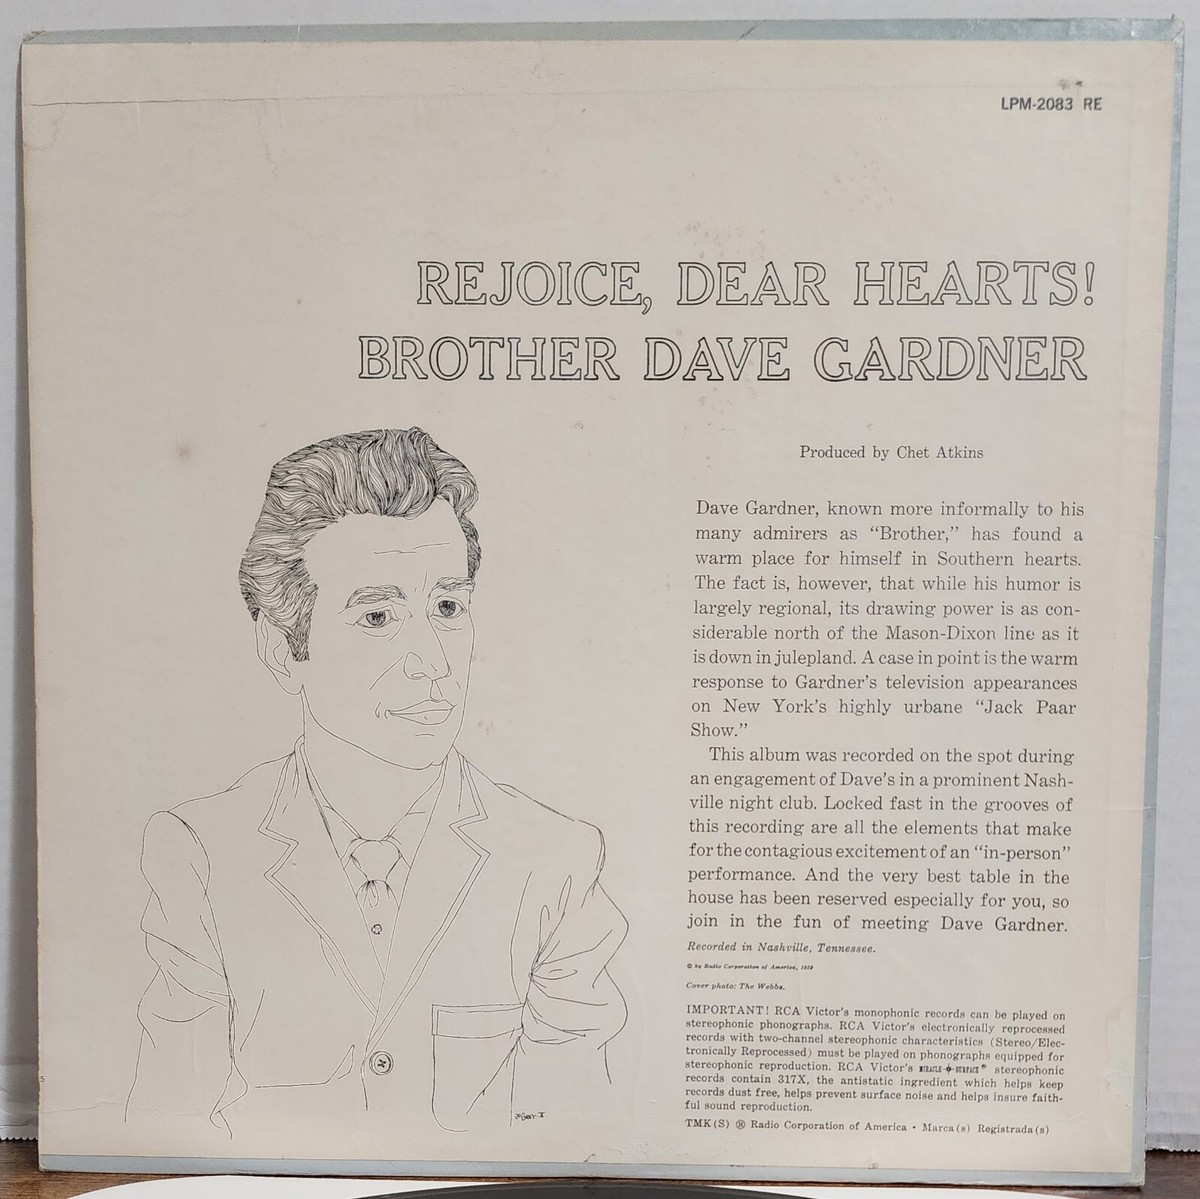 LPM-2083 RE
REJOICE, DEAR HEARTS!
BROTHER DAVE GARDNER
Produced by Chet Atkins
Dave Gardner, known more informally to his
many admirers as “Brother,” has found a
warm place for himself in Southern hearts.
The fact is, however, that while his humor is
largely regional, its drawing power is as con-
siderable north of the Mason-Dixon line as it
is down in julepland. A case in point is the warm
response to Gardner’s television appearances
on New York’s highly urbane “Jack Paar
Show.”
This album was recorded on the spot during
an engagement of Dave’s in a prominent Nash-
ville night club. Locked fast in the grooves of
this recording are all the elements that make
for the contagious excitement of an “in-person”
performance. And the very best table in the
house has been reserved especially for you, so
join in the fun of meeting Dave Gardner.
Recorded in Nashville, Tennessee.
© by Radio Corporation of America, 1959
Cover photo: The Webbs.
IMPORTANT! RCA Victor’s monophonic records can be played on
stereophonic phonographs. RCA Victor’s electronically reprocessed
records with two-channel stereophonic characteristics (Stereo/Elec-
tronically Reprocessed) must be played on phonographs equipped for
stereophonic reproduction. RCA Victor’s MIRACLE SURFACE® stereophonic
records contain 317X, the antistatic ingredient which helps keep
records dust free, helps prevent surface noise and helps insure faith-
ful sound reproduction.
TMK(S) ® Radio Corporation of America • Marca(s) Registrada(s)
5